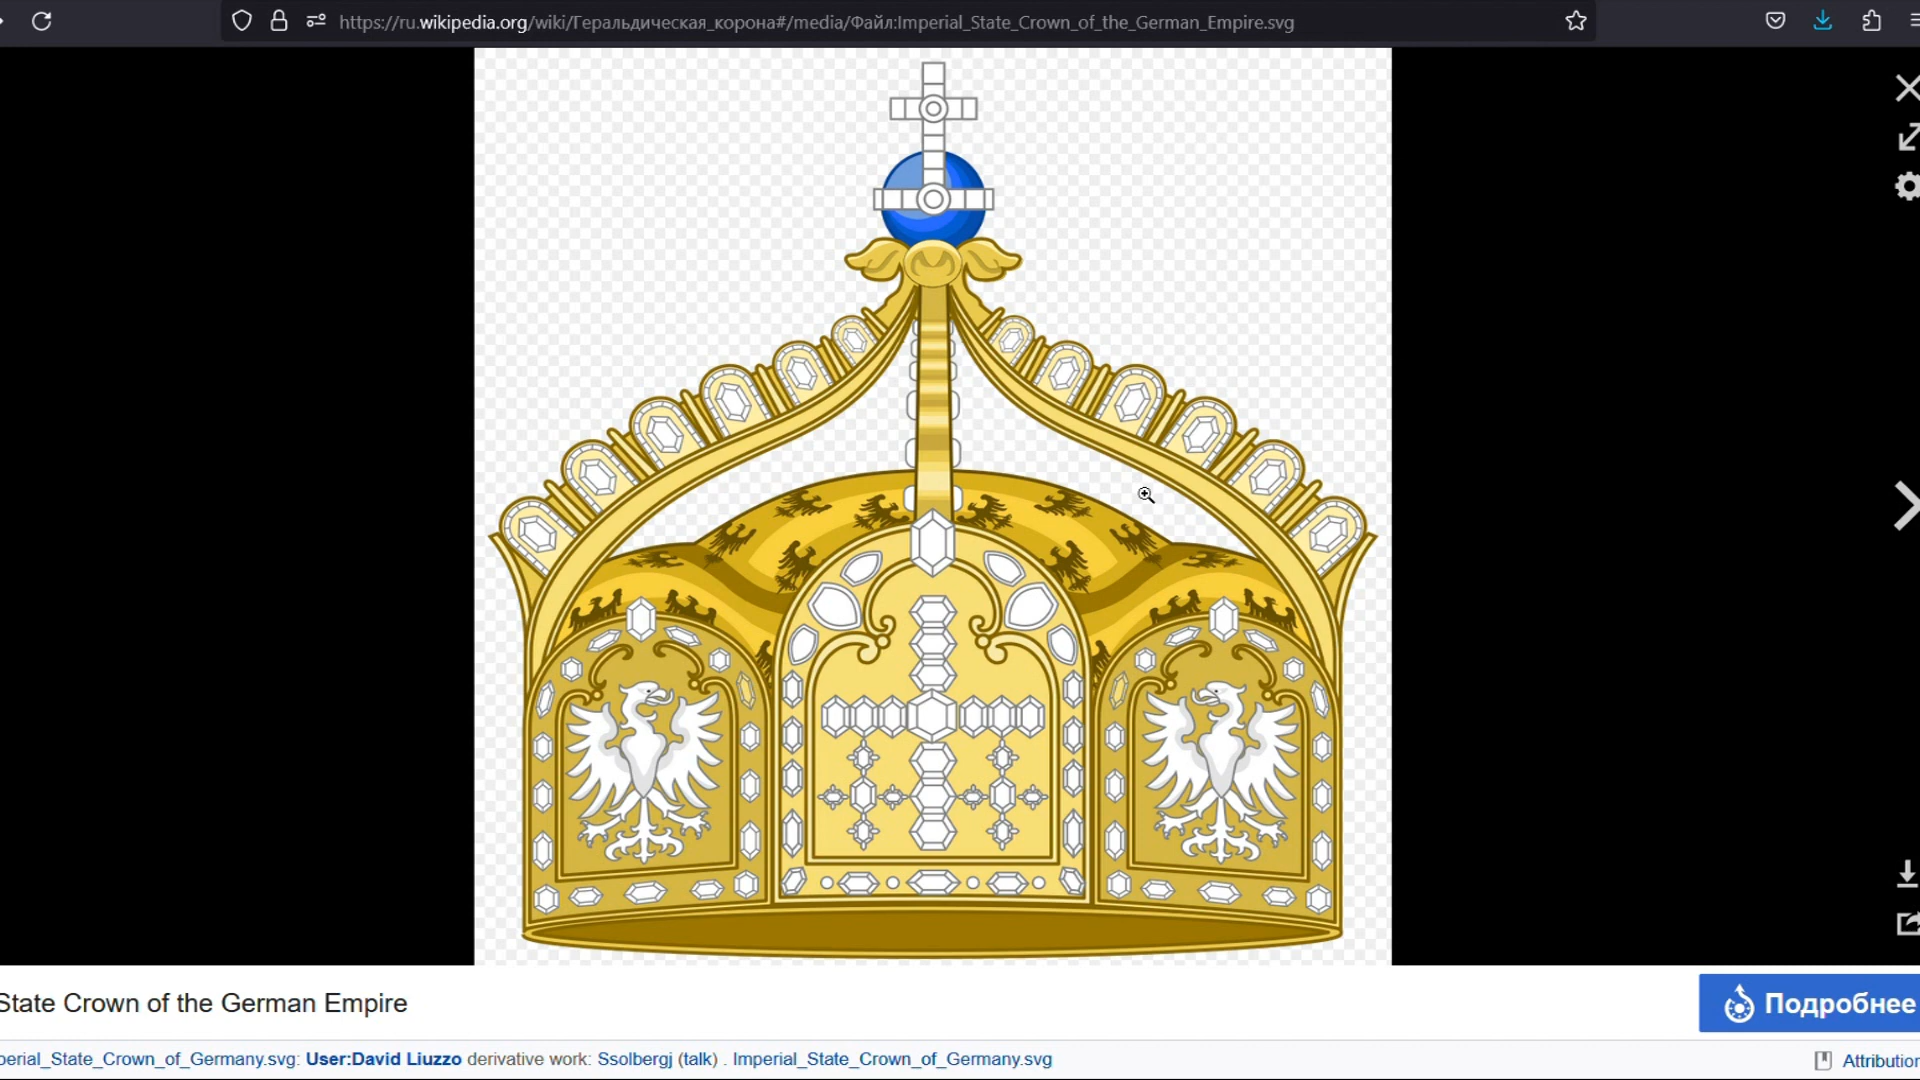 https://ru.wikipedia.org/wiki/Геральдическая_корона#/media/Файл:Imperial_State_Crown_of_the_German_Empire.svg
State Crown of the German Empire
Подробнее
perial_State_Crown_of_Germany.svg: User:David Liuzzo derivative work: Ssolbergj (talk) . Imperial_State_Crown_of_Germany.svg
Attribution